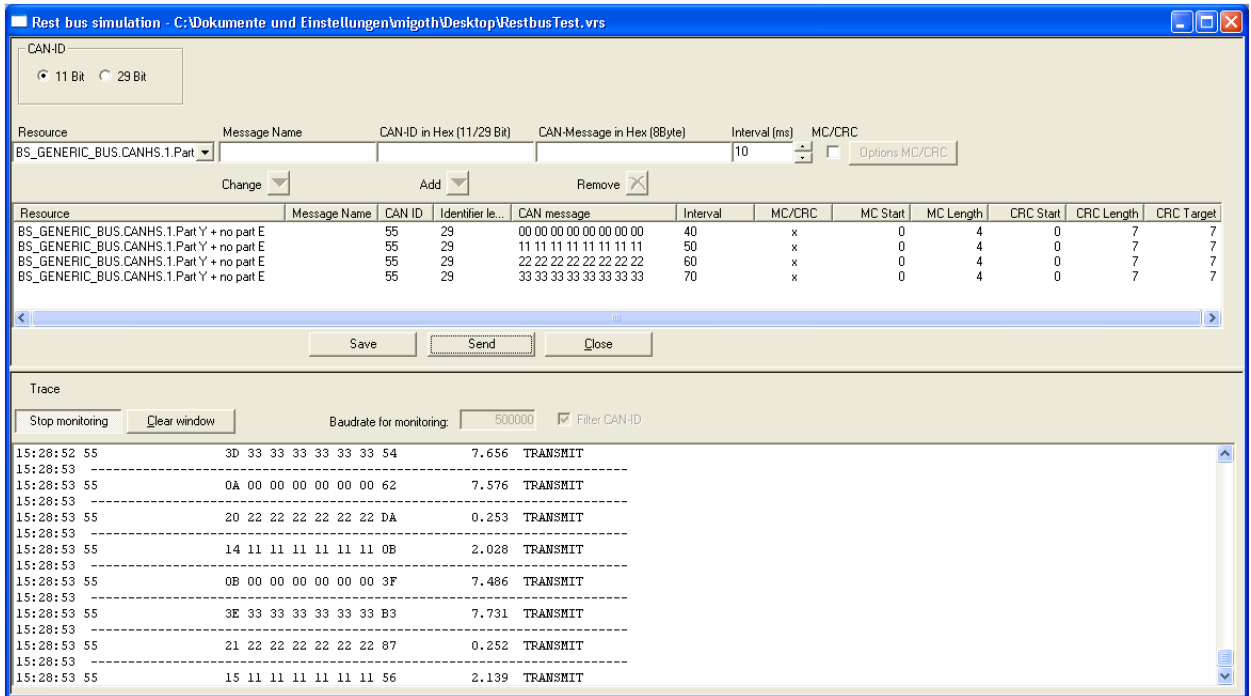 Rest bus simulation - C:\Dokumente und Einstellungen\migoth\Desktop\RestbusTest.vrs
CAN-ID
11 Bit 29 Bit
Resource Message Name CAN-ID in Hex (11/29 Bit) CAN-Message in Hex (8Byte) Interval (ms) MC/CRC
BS_GENERIC_BUS.CANHS.1.Part 10 Options MC/CRC
Change Add Remove
Resource Message Name CAN ID Identifier le... CAN message Interval MC/CRC MC Start MC Length CRC Start CRC Length CRC Target
BS_GENERIC_BUS.CANHS.1.Part Y + no part E 55 29 00 00 00 00 00 00 00 00 40 x 0 4 0 7 7
BS_GENERIC_BUS.CANHS.1.Part Y + no part E 55 29 11 11 11 11 11 11 11 11 50 x 0 4 0 7 7
BS_GENERIC_BUS.CANHS.1.Part Y + no part E 55 29 22 22 22 22 22 22 22 22 60 x 0 4 0 7 7
BS_GENERIC_BUS.CANHS.1.Part Y + no part E 55 29 33 33 33 33 33 33 33 33 70 x 0 4 0 7 7
Save Send Close
Trace
Stop monitoring Clear window Baudrate for monitoring: 500000 Filter CAN-ID
15:28:52 55 3D 33 33 33 33 33 33 54 7.656 TRANSMIT
15:28:53 --------------------------------------------------------------------
15:28:53 55 0A 00 00 00 00 00 00 62 7.576 TRANSMIT
15:28:53 --------------------------------------------------------------------
15:28:53 55 20 22 22 22 22 22 22 DA 0.253 TRANSMIT
15:28:53 --------------------------------------------------------------------
15:28:53 55 14 11 11 11 11 11 11 0B 2.028 TRANSMIT
15:28:53 --------------------------------------------------------------------
15:28:53 55 0B 00 00 00 00 00 00 3F 7.486 TRANSMIT
15:28:53 --------------------------------------------------------------------
15:28:53 55 3E 33 33 33 33 33 33 B3 7.731 TRANSMIT
15:28:53 --------------------------------------------------------------------
15:28:53 55 21 22 22 22 22 22 22 87 0.252 TRANSMIT
15:28:53 --------------------------------------------------------------------
15:28:53 55 15 11 11 11 11 11 11 56 2.139 TRANSMIT